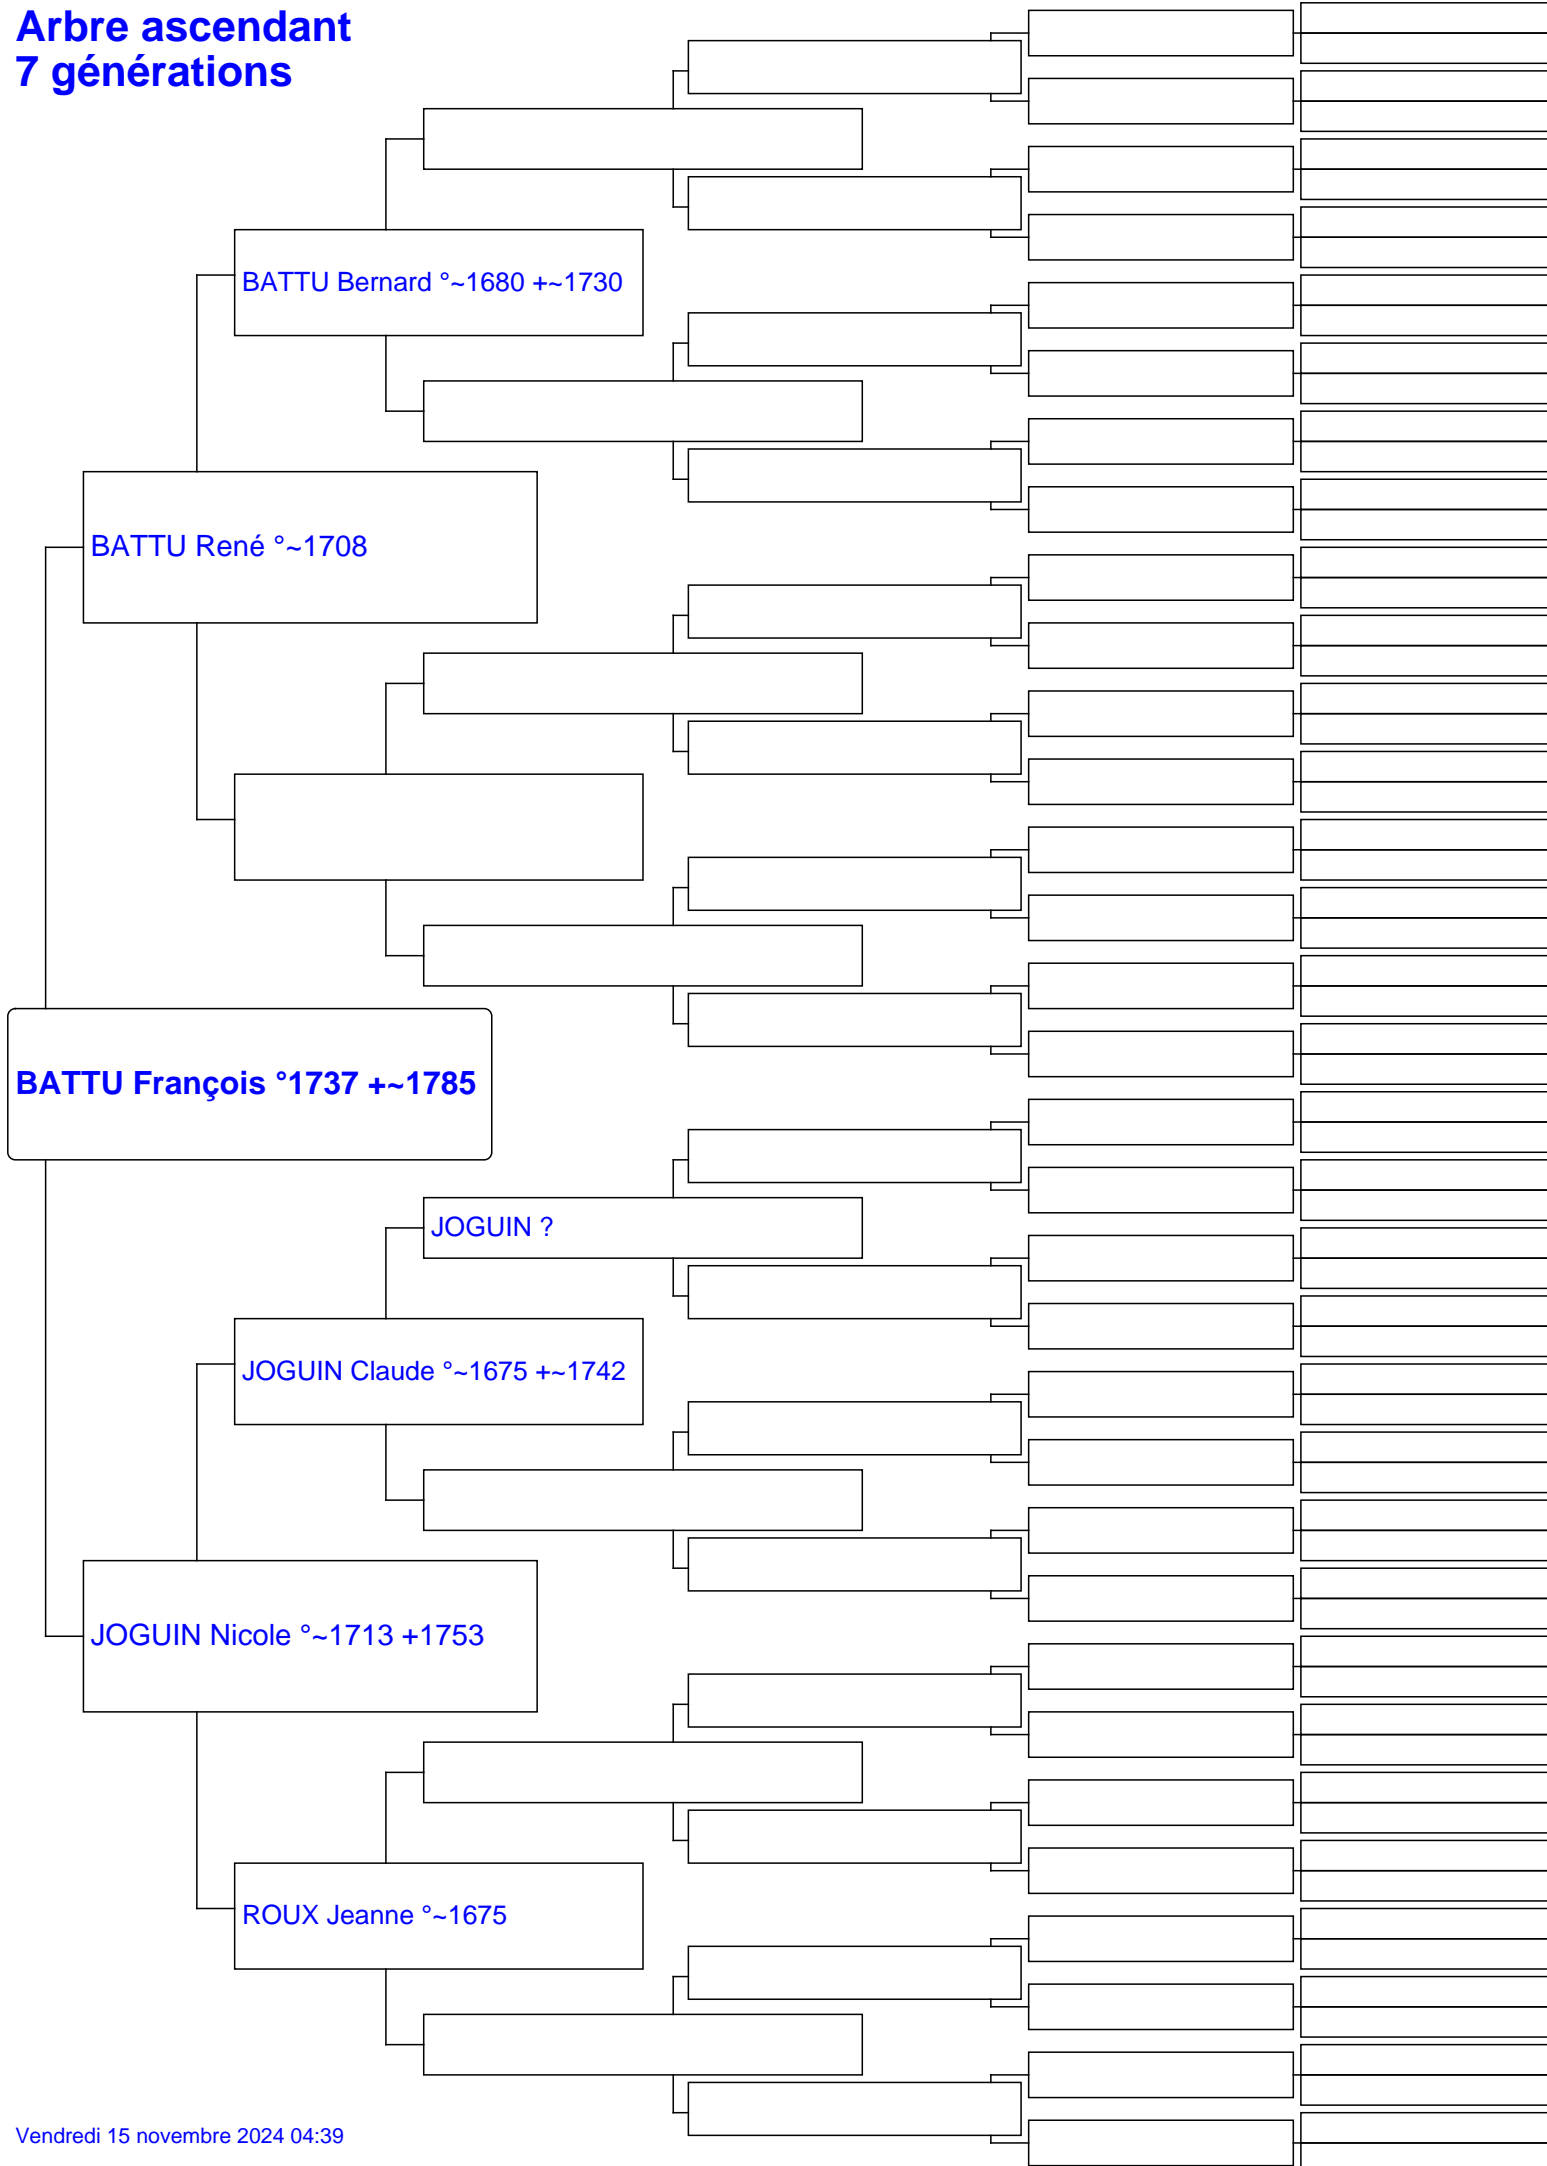 Arbre ascendant
7 générations
BATTU Bernard °~1680 +~1730
BATTU René °~1708
BATTU François °1737 +~1785
JOGUIN ?
JOGUIN Claude °~1675 +~1742
JOGUIN Nicole °~1713 +1753
ROUX Jeanne °~1675
Vendredi 15 novembre 2024 04:39